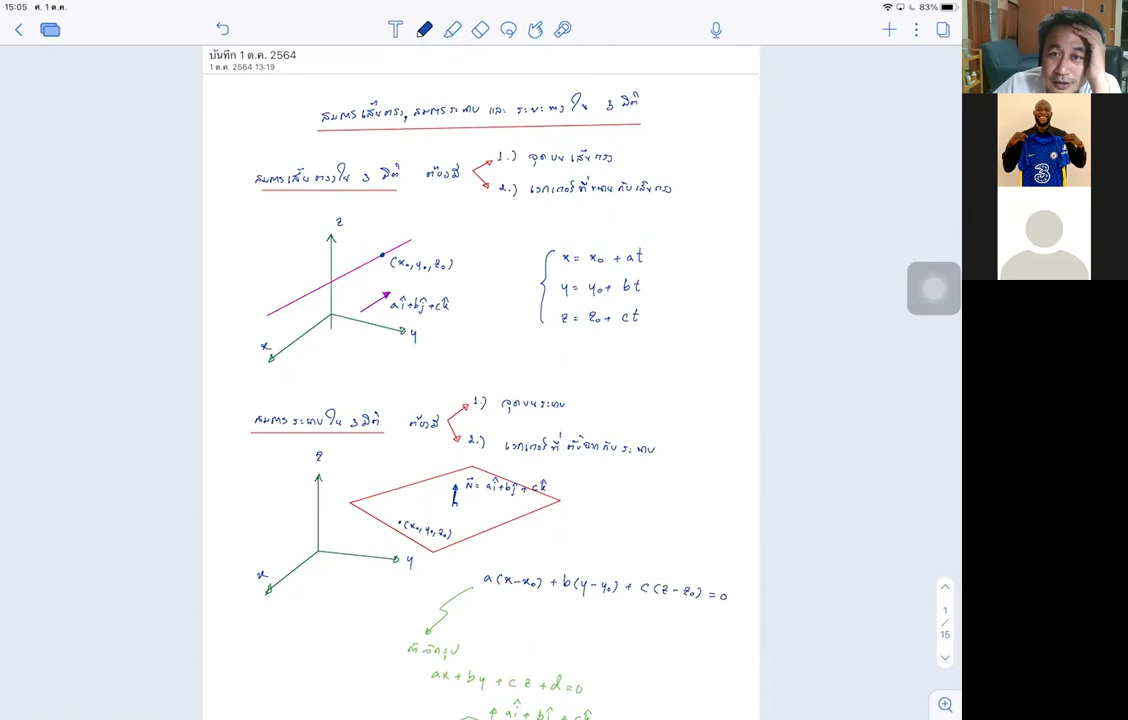 15:05 ศ. 1 ต.ค.
83%
บันทึก 1 ต.ค. 2564
1 ต.ค. 2564 13:19
สมการเส้นตรง, สมการระนาบ และ ระยะทาง ใน 3 มิติ
สมการเส้นตรงใน 3 มิติ ต้องมี
1.) จุดบนเส้นตรง
2.) เวกเตอร์ที่ขนานกับเส้นตรง
z
(x₀, y₀, z₀)
aî+bĵ+ck̂
y
x
x = x₀ + at
y = y₀ + bt
z = z₀ + ct
สมการระนาบใน 3 มิติ ต้องมี
1.) จุดบนระนาบ
2.) เวกเตอร์ที่ตั้งฉากกับระนาบ
z
N⃗ = aî+bĵ+ck̂
(x₀, y₀, z₀)
y
x
a(x-x₀) + b(y-y₀) + c(z-z₀) = 0
ax + by + cz + d = 0
aî + bĵ + ck̂
3
1
/
15